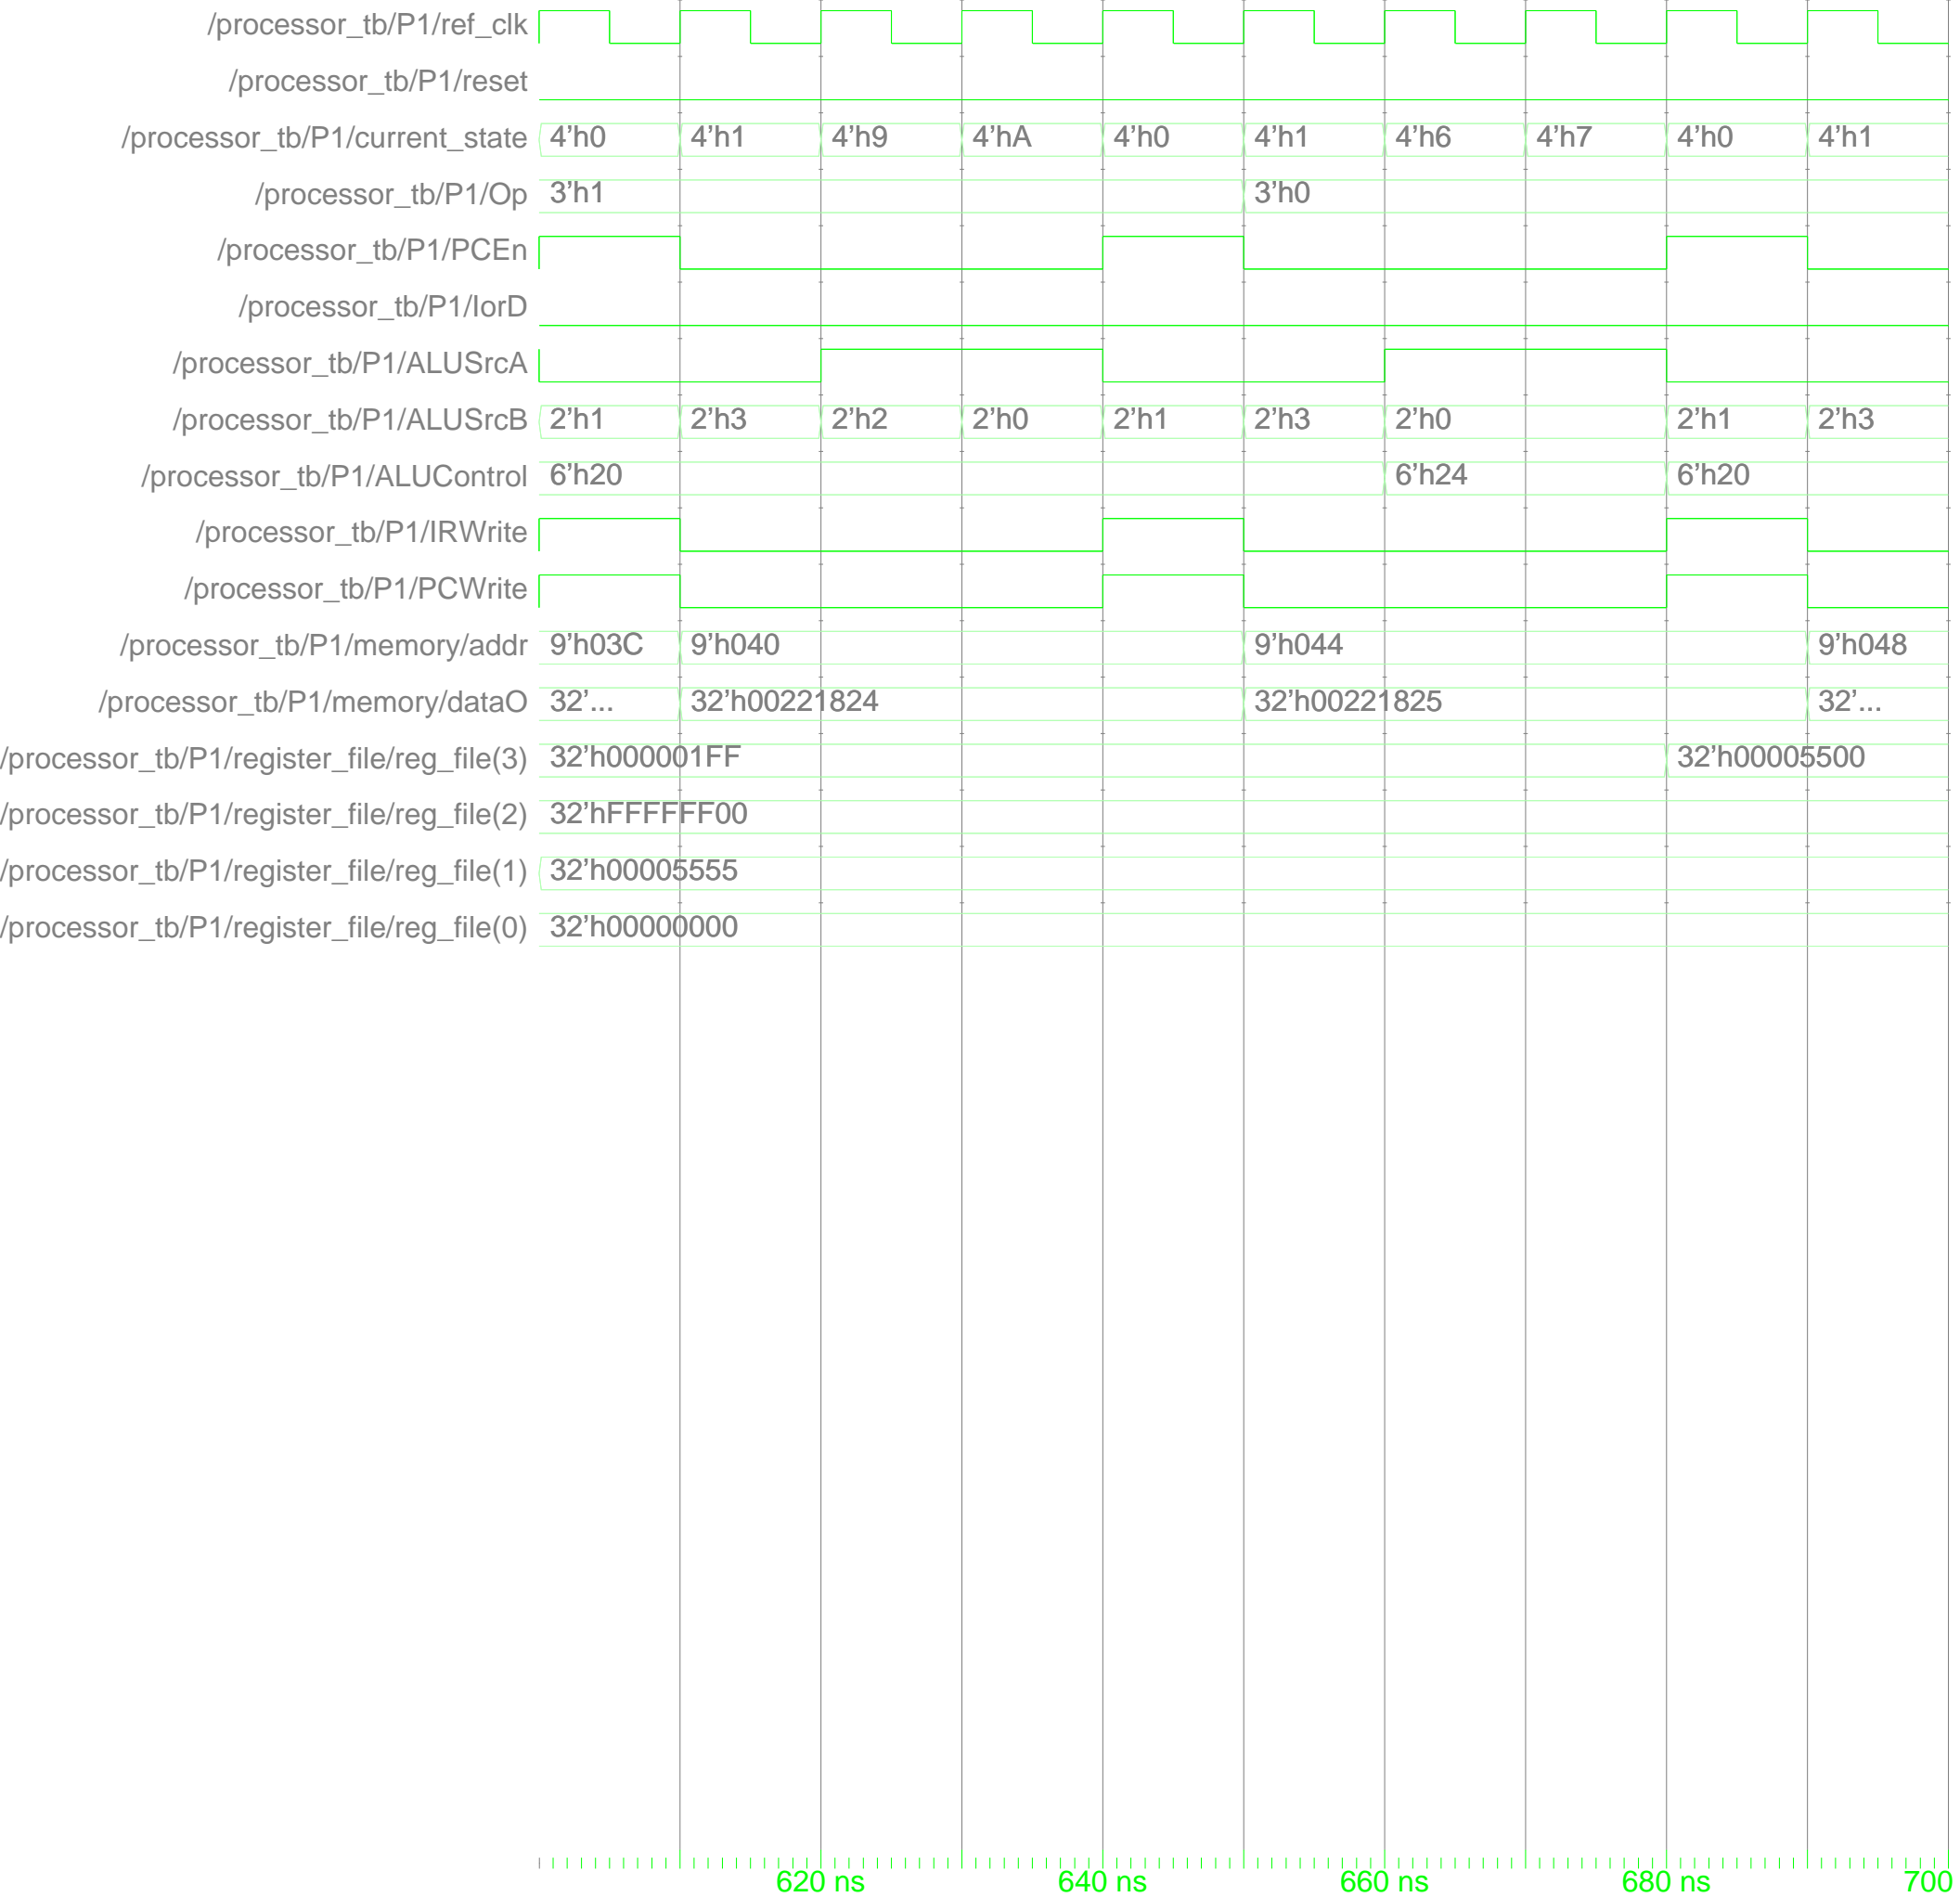 /processor_tb/P1/ref_clk
/processor_tb/P1/reset
/processor_tb/P1/current_state 4'h0 4'h1 4'h9 4'hA 4'h0 4'h1 4'h6 4'h7 4'h0 4'h1
/processor_tb/P1/Op 3'h1 3'h0
/processor_tb/P1/PCEn
/processor_tb/P1/IorD
/processor_tb/P1/ALUSrcA
/processor_tb/P1/ALUSrcB 2'h1 2'h3 2'h2 2'h0 2'h1 2'h3 2'h0 2'h1 2'h3
/processor_tb/P1/ALUControl 6'h20 6'h24 6'h20
/processor_tb/P1/IRWrite
/processor_tb/P1/PCWrite
/processor_tb/P1/memory/addr 9'h03C 9'h040 9'h044 9'h048
/processor_tb/P1/memory/dataO 32'... 32'h00221824 32'h00221825 32'...
/processor_tb/P1/register_file/reg_file(3) 32'h000001FF 32'h00005500
/processor_tb/P1/register_file/reg_file(2) 32'hFFFFFF00
/processor_tb/P1/register_file/reg_file(1) 32'h00005555
/processor_tb/P1/register_file/reg_file(0) 32'h00000000
620 ns 640 ns 660 ns 680 ns 700